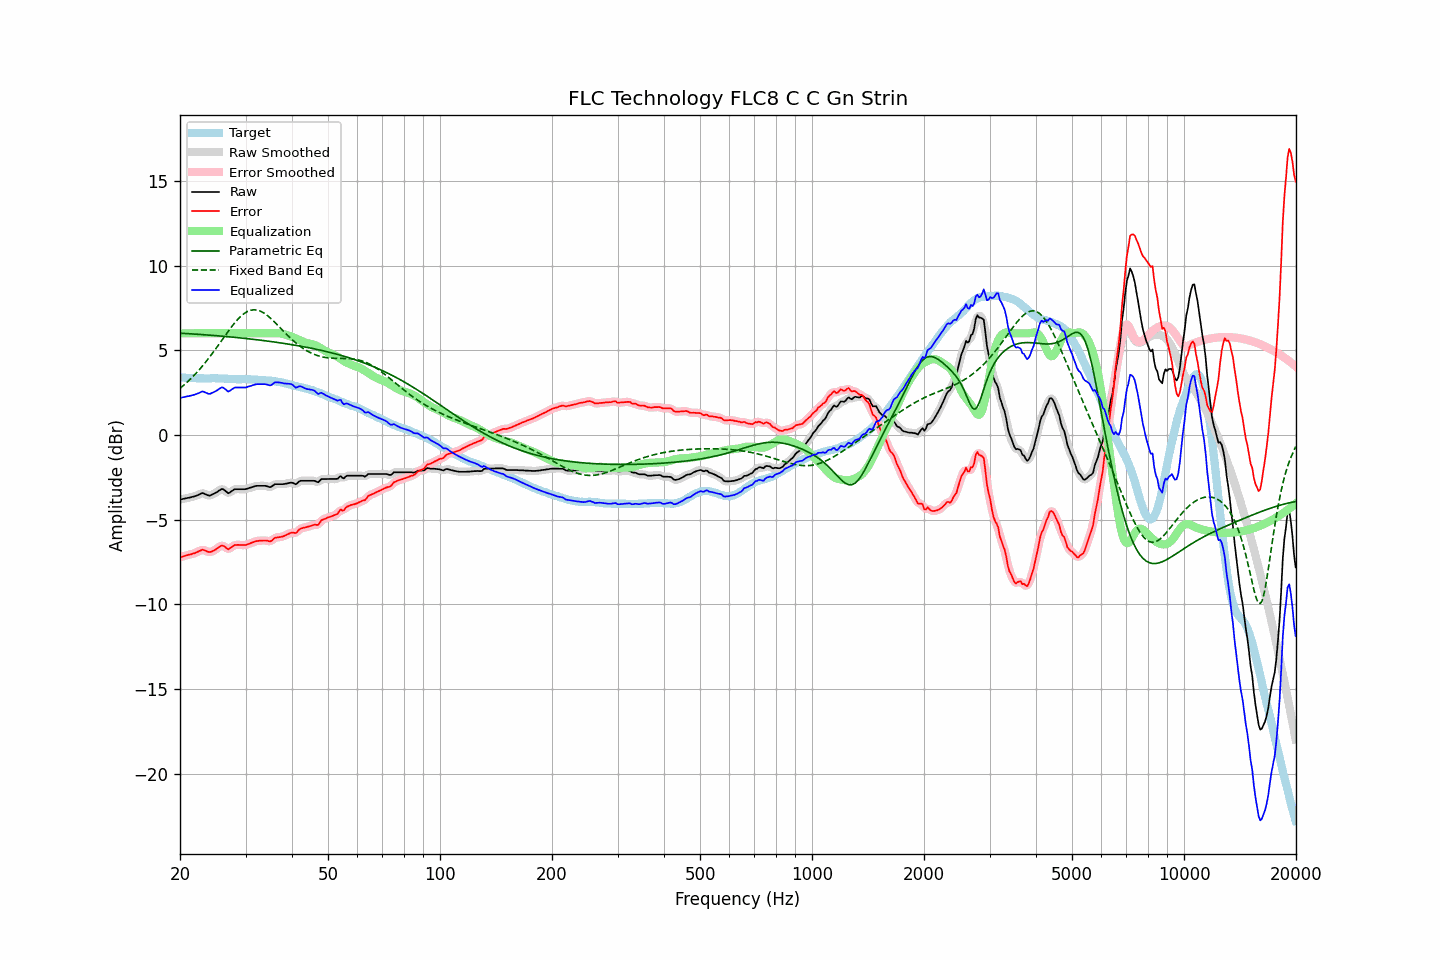 FLC Technology FLC8 C C Gn Strin
Target
Raw Smoothed
Error Smoothed
Raw
Error
Equalization
Parametric Eq
Fixed Band Eq
Equalized
Amplitude (dBr)
15
10
5
0
−5
−10
−15
−20
20
50
100
200
500
1000
2000
5000
10000
20000
Frequency (Hz)